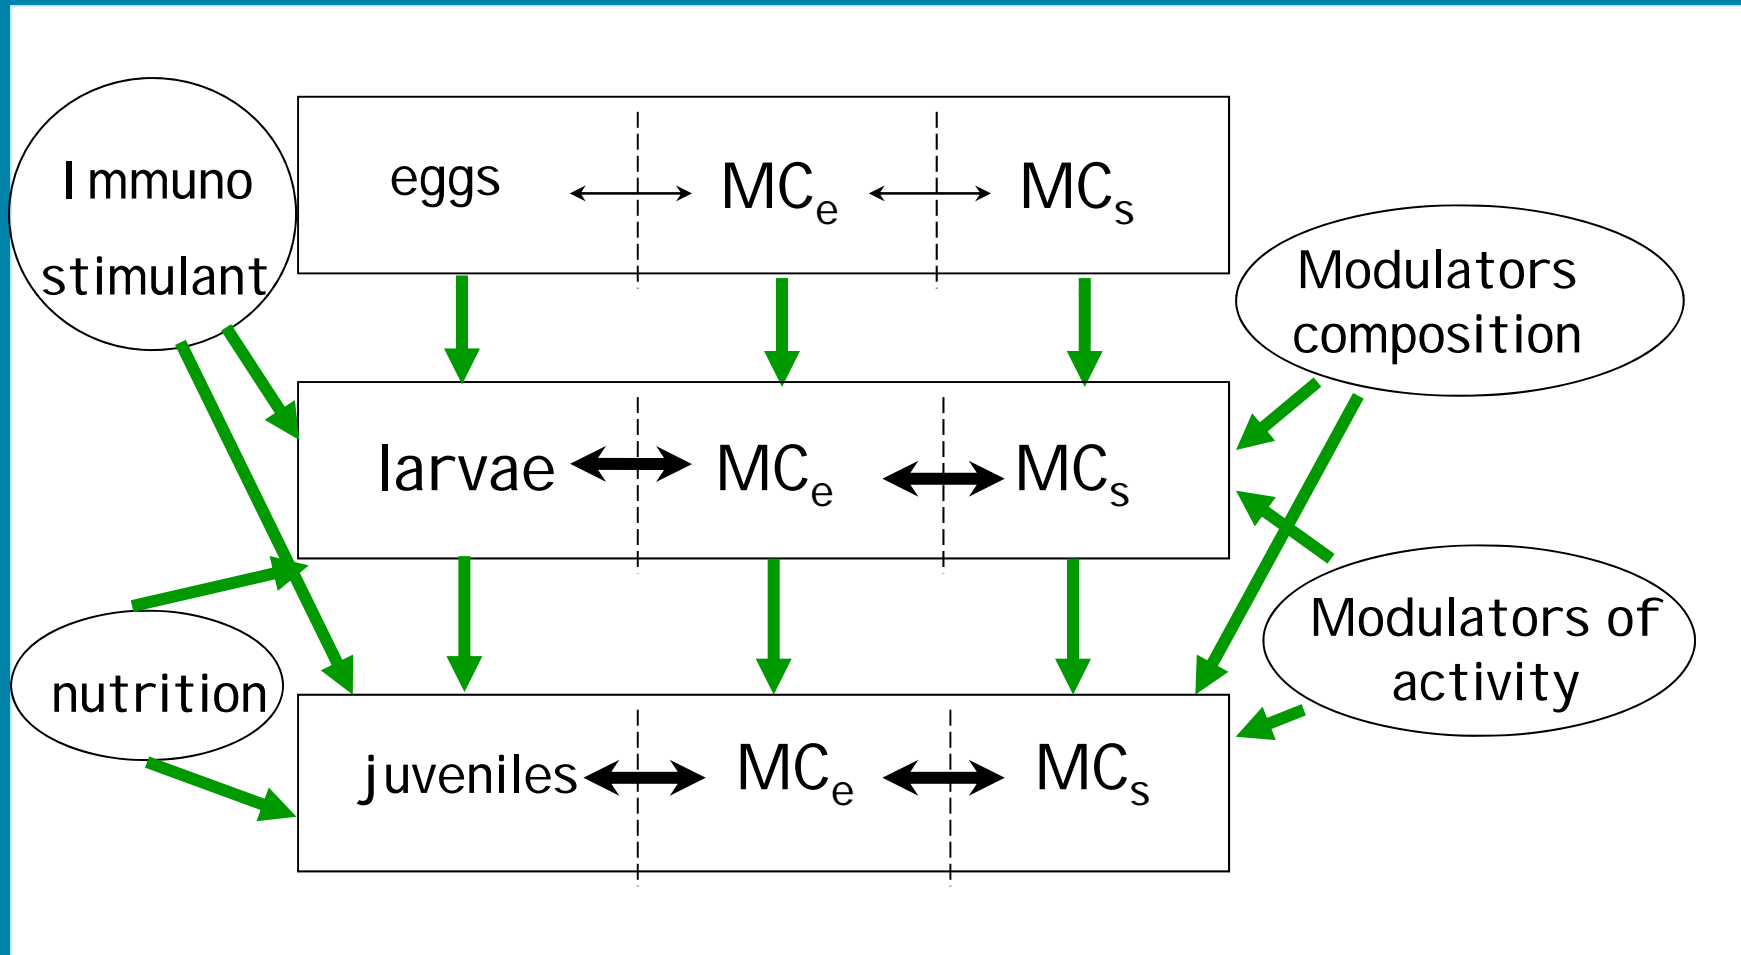 Immuno
stimulant
eggs MCe MCs
Modulators
composition
larvae MCe MCs
Modulators of
activity
nutrition
juveniles MCe MCs